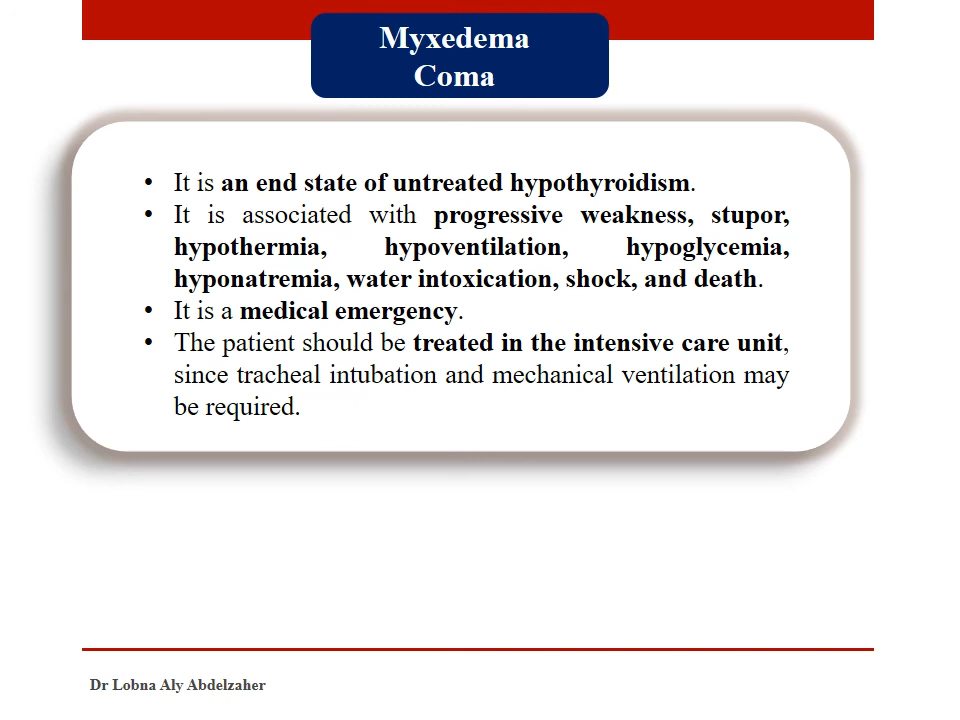 Myxedema
Coma
• It is an end state of untreated hypothyroidism.
• It is associated with progressive weakness, stupor,
hypothermia, hypoventilation, hypoglycemia,
hyponatremia, water intoxication, shock, and death.
• It is a medical emergency.
• The patient should be treated in the intensive care unit,
since tracheal intubation and mechanical ventilation may
be required.
Dr Lobna Aly Abdelzaher